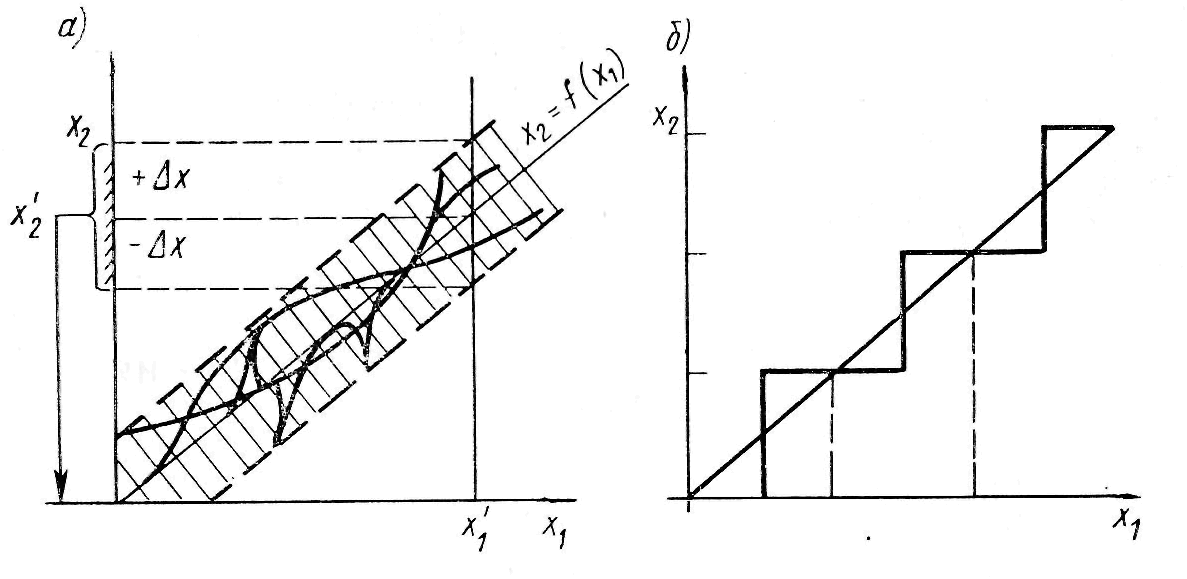 а)
x₂
+Δx
x₂′
-Δx
x₂ = f(x₁)
x₁′
x₁
б)
x₂
x₁